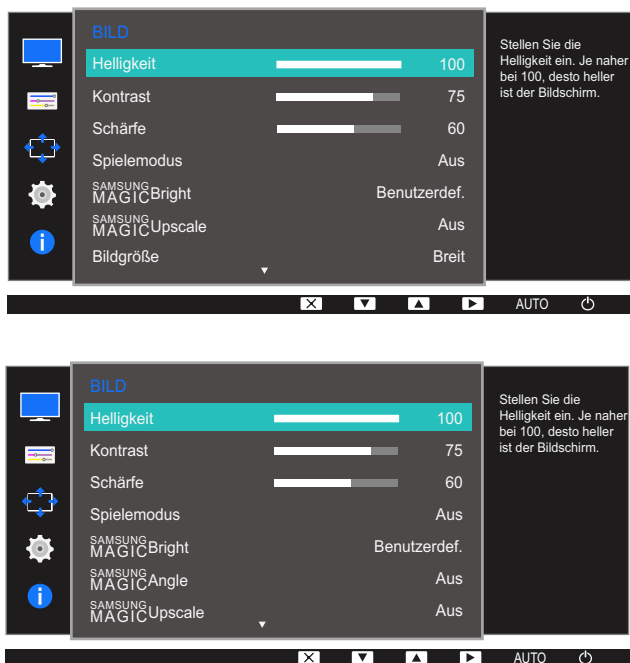 BILD
Helligkeit 100
Kontrast 75
Schärfe 60
Spielemodus Aus
SAMSUNG MAGIC Bright Benutzerdef.
SAMSUNG MAGIC Upscale Aus
Bildgröße Breit
Stellen Sie die
Helligkeit ein. Je naher
bei 100, desto heller
ist der Bildschirm.
AUTO
BILD
Helligkeit 100
Kontrast 75
Schärfe 60
Spielemodus Aus
SAMSUNG MAGIC Bright Benutzerdef.
SAMSUNG MAGIC Angle Aus
SAMSUNG MAGIC Upscale Aus
Stellen Sie die
Helligkeit ein. Je naher
bei 100, desto heller
ist der Bildschirm.
AUTO